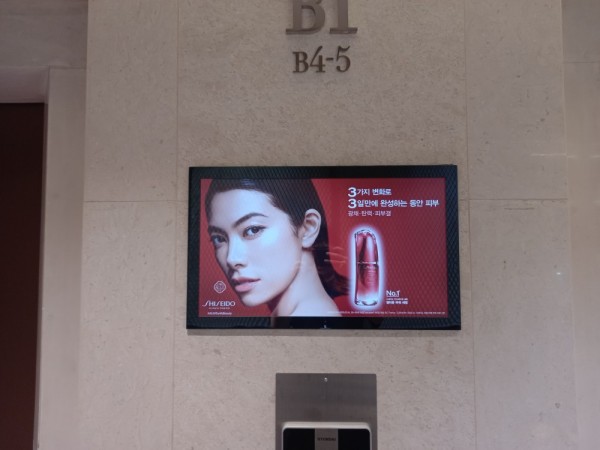 B1
B4-5
3가지 변화로
3일만에 완성하는 동안 피부
광채·탄력·피부결
No.1
SHISEIDO